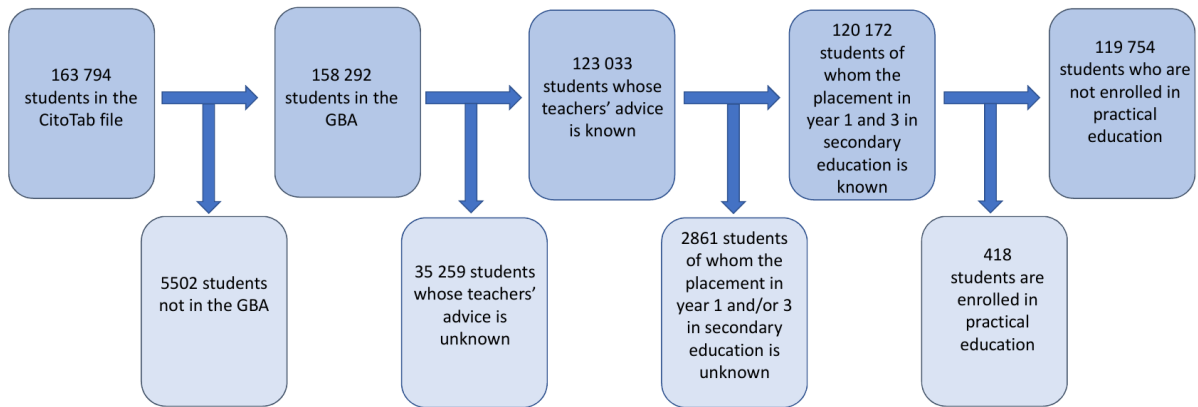 163 794
students in the
CitoTab file
158 292
students in the
GBA
123 033
students whose
teachers’ advice
is known
120 172
students of
whom the
placement in
year 1 and 3 in
secondary
education is
known
119 754
students who are
not enrolled in
practical
education
5502 students
not in the GBA
35 259 students
whose teachers’
advice is
unknown
2861 students
of whom the
placement in
year 1 and/or 3
in secondary
education is
unknown
418
students are
enrolled in
practical
education